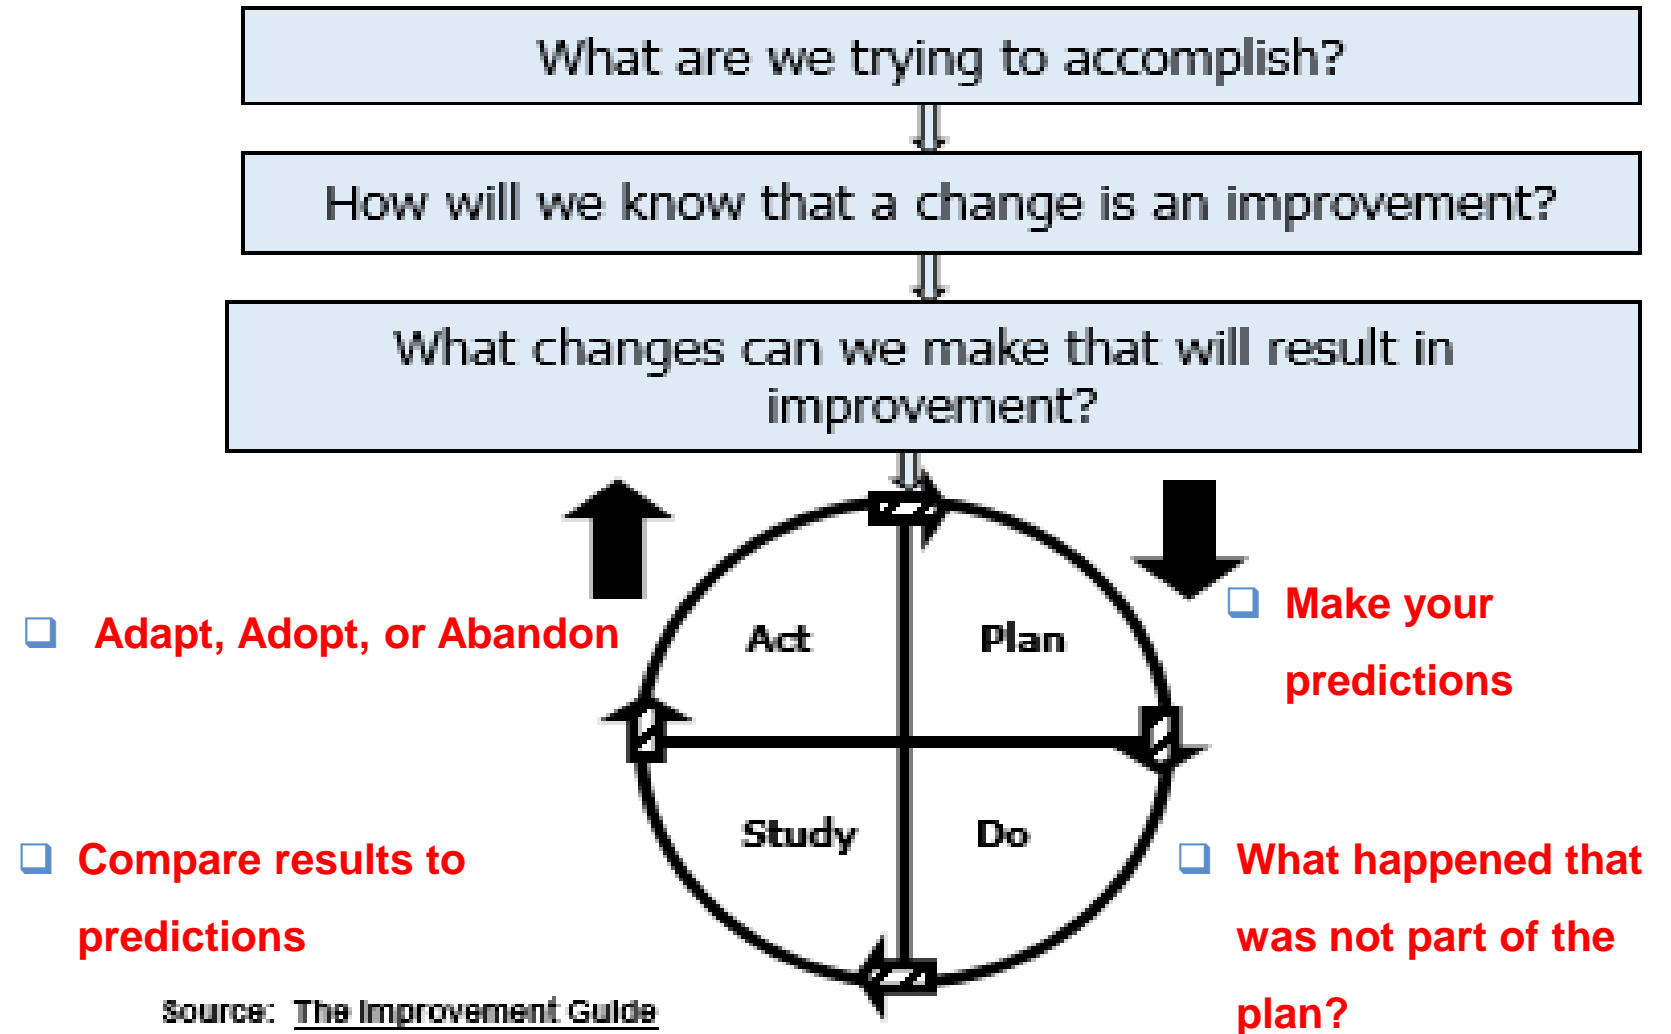 What are we trying to accomplish?
How will we know that a change is an improvement?
What changes can we make that will result in
improvement?
Adapt, Adopt, or Abandon
Act
Plan
Make your
predictions
Study
Do
Compare results to
predictions
What happened that
was not part of the
plan?
Source: The Improvement Guide